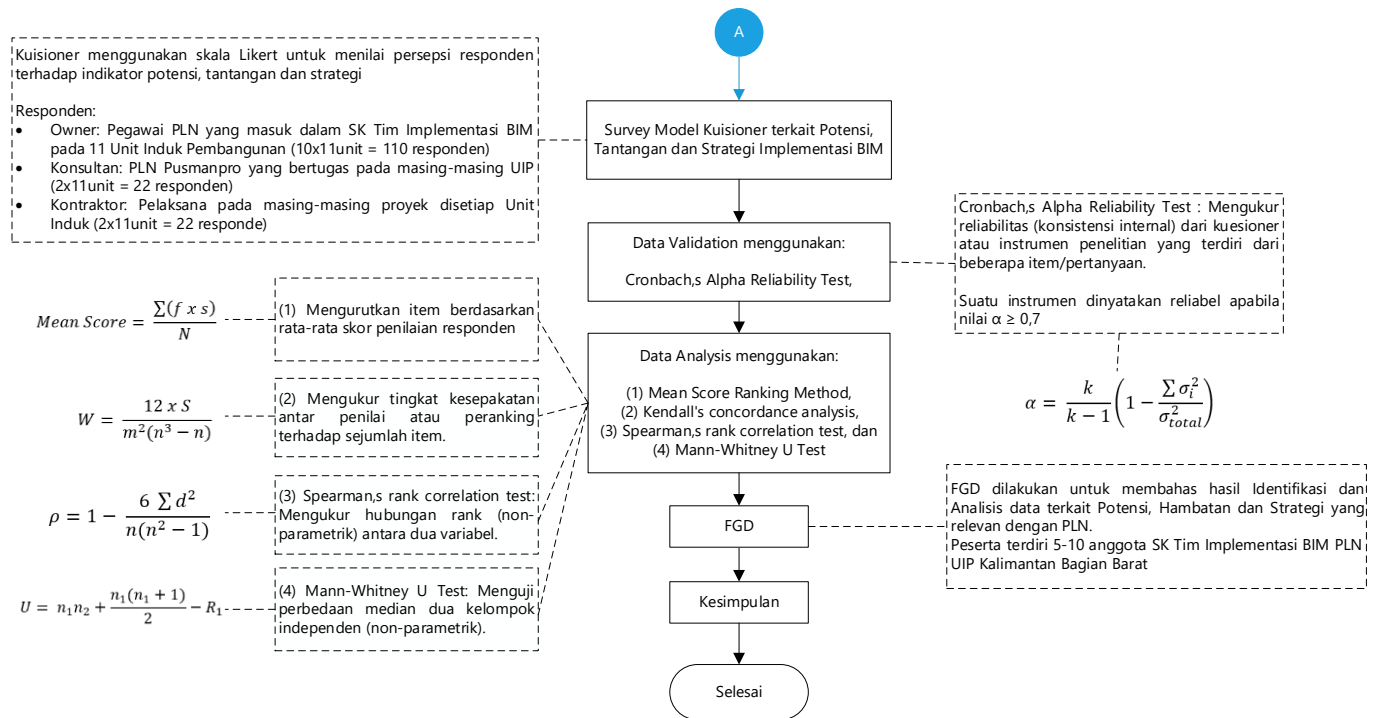 A
Kuisioner menggunakan skala Likert untuk menilai persepsi responden
terhadap indikator potensi, tantangan dan strategi
Responden:
• Owner: Pegawai PLN yang masuk dalam SK Tim Implementasi BIM
pada 11 Unit Induk Pembangunan (10x11unit = 110 responden)
• Konsultan: PLN Pusmanpro yang bertugas pada masing-masing UIP
(2x11unit = 22 responden)
• Kontraktor: Pelaksana pada masing-masing proyek disetiap Unit
Induk (2x11unit = 22 responde)
Survey Model Kuisioner terkait Potensi,
Tantangan dan Strategi Implementasi BIM
Data Validation menggunakan:
Cronbach,s Alpha Reliability Test,
Cronbach,s Alpha Reliability Test : Mengukur
reliabilitas (konsistensi internal) dari kuesioner
atau instrumen penelitian yang terdiri dari
beberapa item/pertanyaan.
Suatu instrumen dinyatakan reliabel apabila
nilai α ≥ 0,7
α = k/(k − 1) (1 − ∑ σᵢ²/σ²total)
Mean Score = ∑(f x s)/N
(1) Mengurutkan item berdasarkan
rata-rata skor penilaian responden
W = 12 x S/m²(n³ − n)
(2) Mengukur tingkat kesepakatan
antar penilai atau peranking
terhadap sejumlah item.
ρ = 1 − 6 ∑ d²/n(n² − 1)
(3) Spearman,s rank correlation test:
Mengukur hubungan rank (non-
parametrik) antara dua variabel.
U = n₁n₂ + n₁(n₁ + 1)/2 − R₁
(4) Mann-Whitney U Test: Menguji
perbedaan median dua kelompok
independen (non-parametrik).
Data Analysis menggunakan:
(1) Mean Score Ranking Method,
(2) Kendall's concordance analysis,
(3) Spearman,s rank correlation test, dan
(4) Mann-Whitney U Test
FGD
FGD dilakukan untuk membahas hasil Identifikasi dan
Analisis data terkait Potensi, Hambatan dan Strategi yang
relevan dengan PLN.
Peserta terdiri 5-10 anggota SK Tim Implementasi BIM PLN
UIP Kalimantan Bagian Barat
Kesimpulan
Selesai